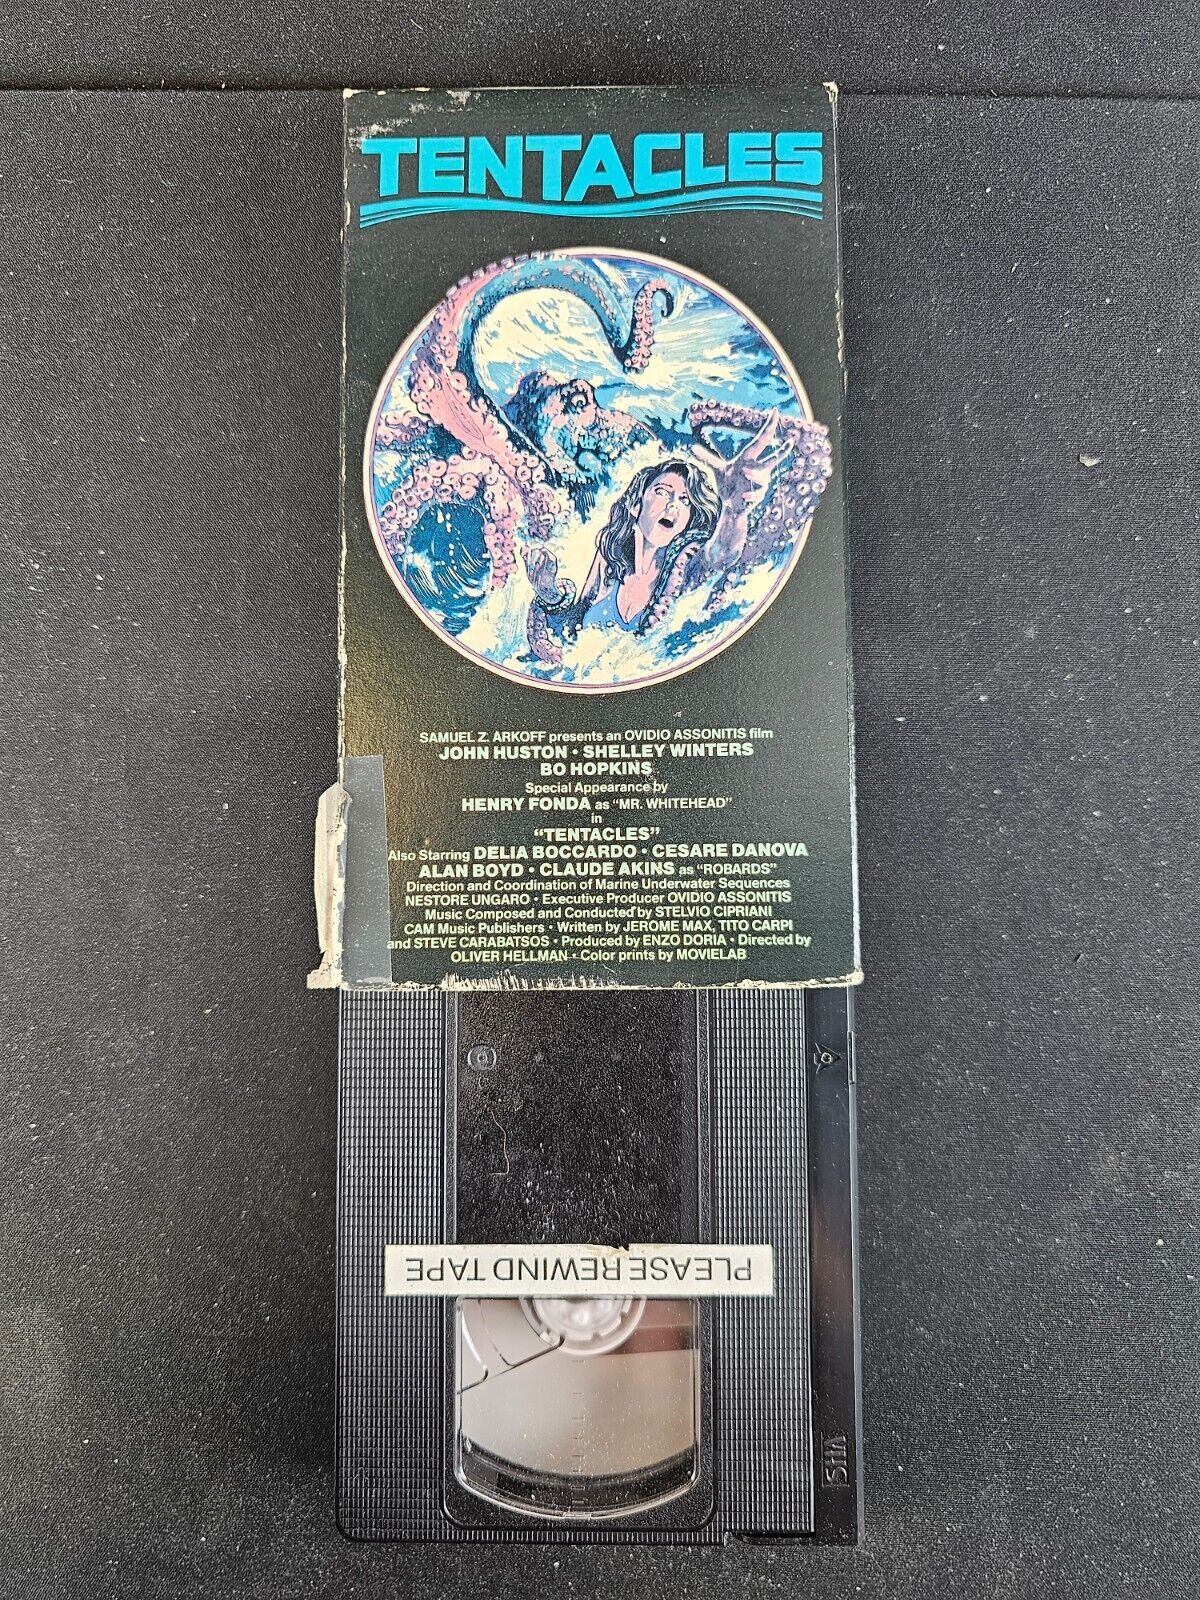 TENTACLES
SAMUEL Z. ARKOFF presents an OVIDIO ASSONITIS film
JOHN HUSTON • SHELLEY WINTERS
BO HOPKINS
Special Appearance by
HENRY FONDA as "MR. WHITEHEAD"
in
"TENTACLES"
Also Starring DELIA BOCCARDO • CESARE DANOVA
ALAN BOYD • CLAUDE AKINS as "ROBARDS"
Direction and Coordination of Marine Underwater Sequences
NESTORE UNGARO • Executive Producer OVIDIO ASSONITIS
Music Composed and Conducted by STELVIO CIPRIANI
CAM Music Publishers • Written by JEROME MAX, TITO CARPI
and STEVE CARABATSOS • Produced by ENZO DORIA • Directed by
OLIVER HELLMAN • Color prints by MOVIELAB
PLEASE REWIND TAPE
VHS